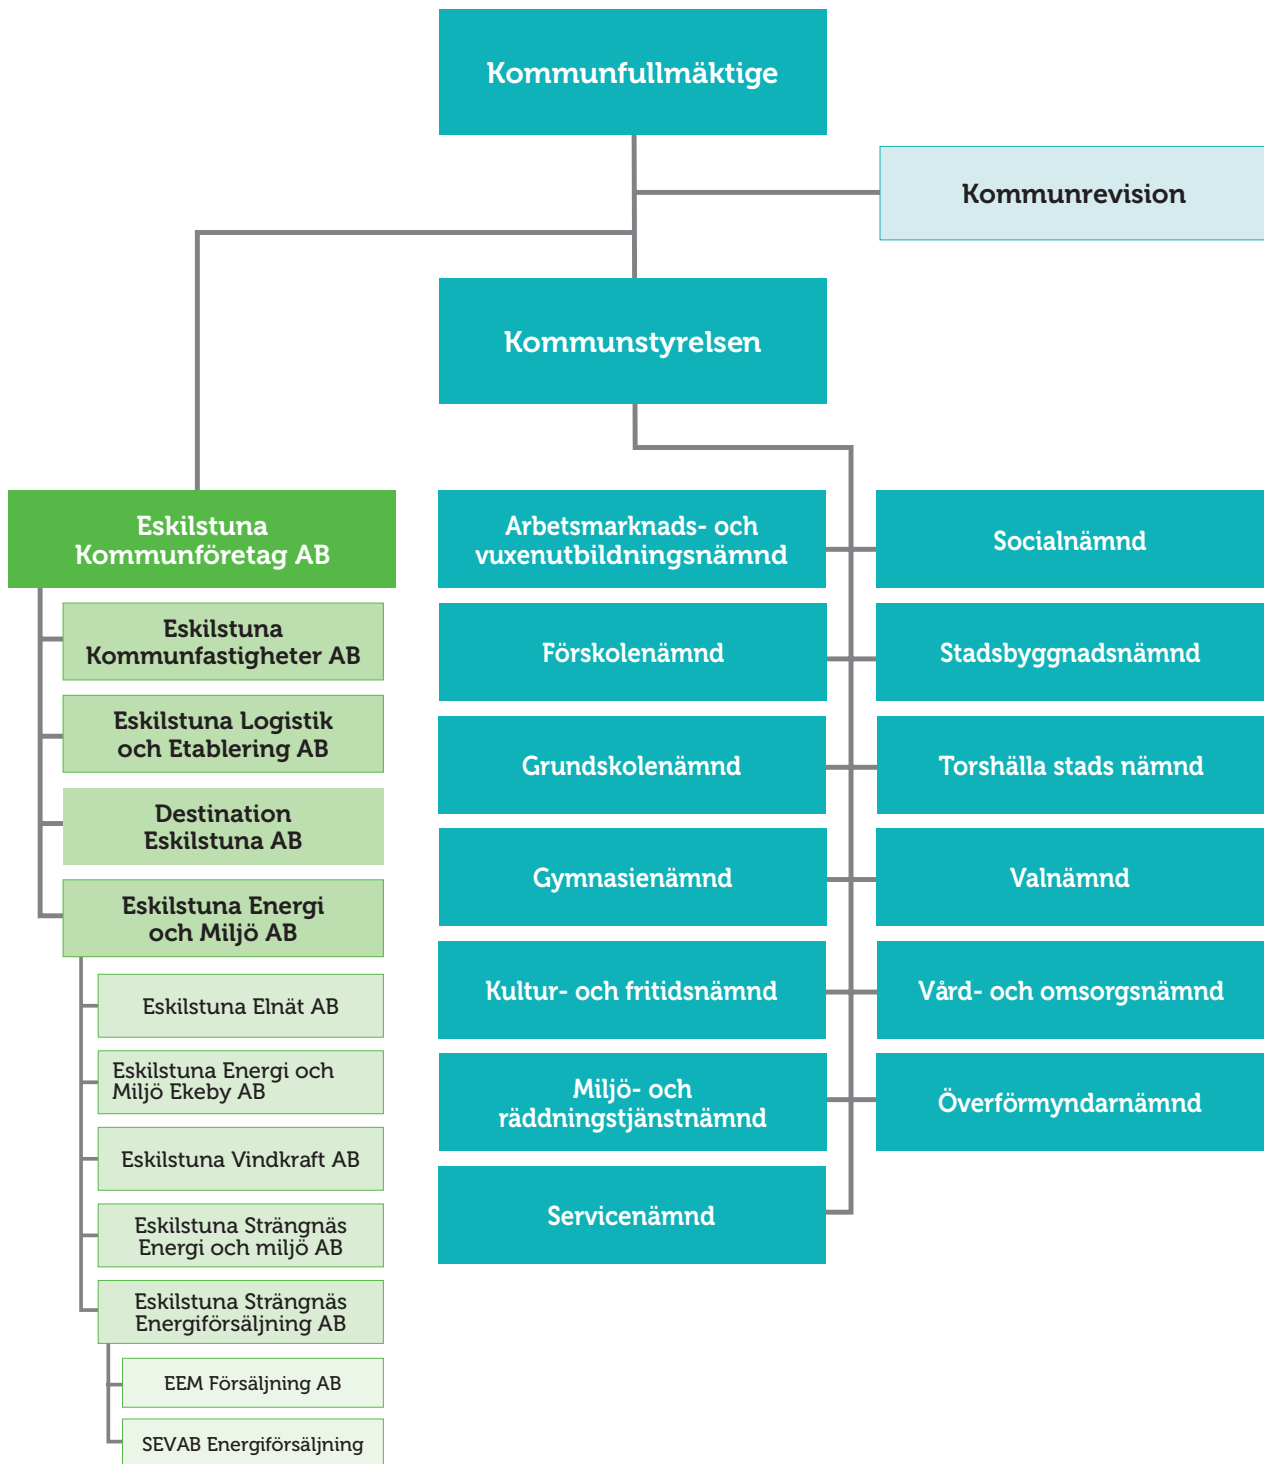 Kommunfullmäktige
Kommunrevision
Kommunstyrelsen
Eskilstuna
Kommunföretag AB
Eskilstuna
Kommunfastigheter AB
Eskilstuna Logistik
och Etablering AB
Destination
Eskilstuna AB
Eskilstuna Energi
och Miljö AB
Eskilstuna Elnät AB
Eskilstuna Energi och
Miljö Ekeby AB
Eskilstuna Vindkraft AB
Eskilstuna Strängnäs
Energi och miljö AB
Eskilstuna Strängnäs
Energiförsäljning AB
EEM Försäljning AB
SEVAB Energiförsäljning
Arbetsmarknads- och
vuxenutbildningsnämnd
Förskolenämnd
Grundskolenämnd
Gymnasienämnd
Kultur- och fritidsnämnd
Miljö- och
räddningstjänstnämnd
Servicenämnd
Socialnämnd
Stadsbyggnadsnämnd
Torshälla stads nämnd
Valnämnd
Vård- och omsorgsnämnd
Överförmyndarnämnd